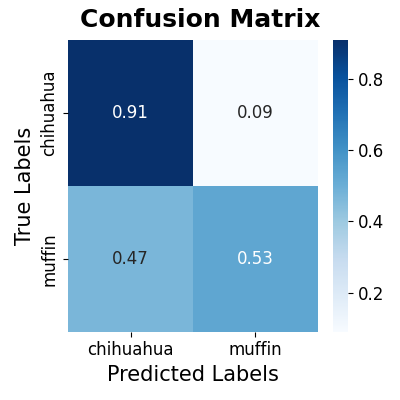 Confusion Matrix
True Labels
chihuahua
muffin
0.91
0.09
0.47
0.53
chihuahua
muffin
Predicted Labels
0.8
0.6
0.4
0.2